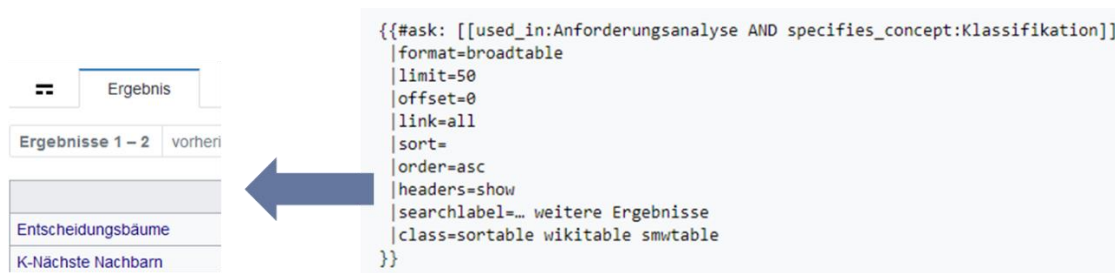 Ergebnis
Ergebnisse 1 – 2 vorheri
Entscheidungsbäume
K-Nächste Nachbarn
{{#ask: [[used_in:Anforderungsanalyse AND specifies_concept:Klassifikation]]
|format=broadtable
|limit=50
|offset=0
|link=all
|sort=
|order=asc
|headers=show
|searchlabel=… weitere Ergebnisse
|class=sortable wikitable smwtable
}}